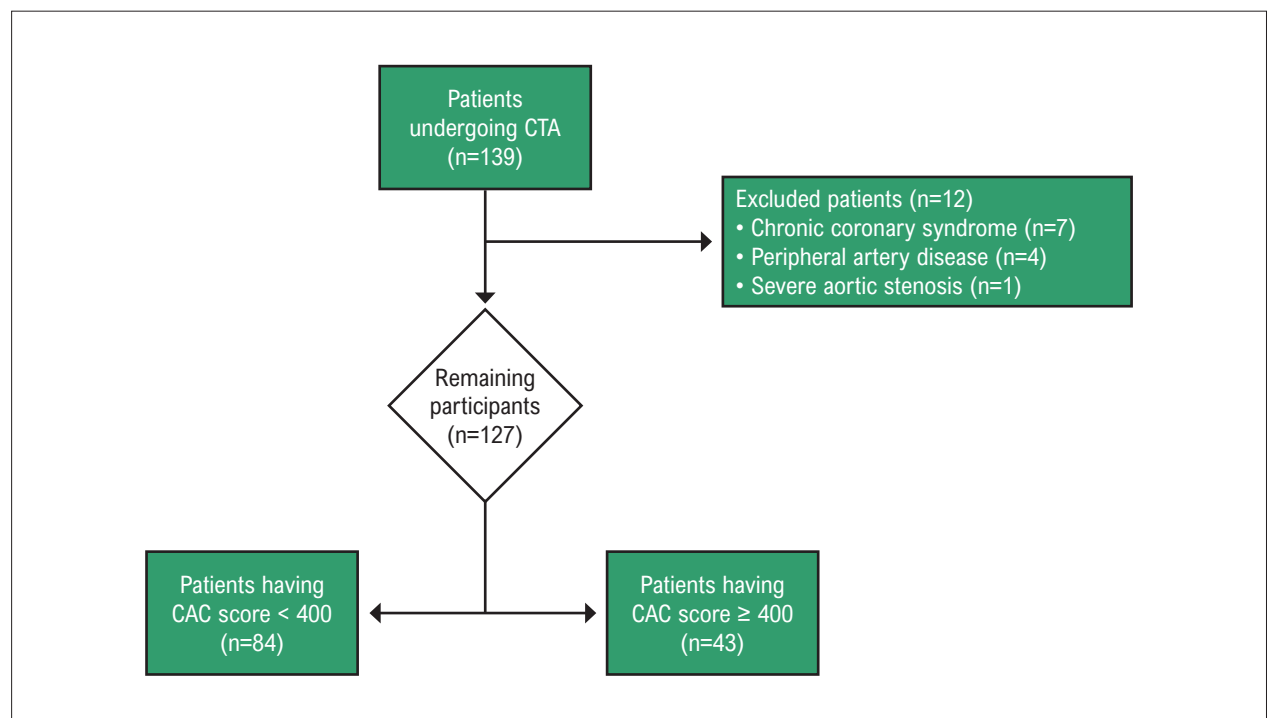 Patients
undergoing CTA
(n=139)
Excluded patients (n=12)
• Chronic coronary syndrome (n=7)
• Peripheral artery disease (n=4)
• Severe aortic stenosis (n=1)
Remaining
participants
(n=127)
Patients having
CAC score < 400
(n=84)
Patients having
CAC score ≥ 400
(n=43)